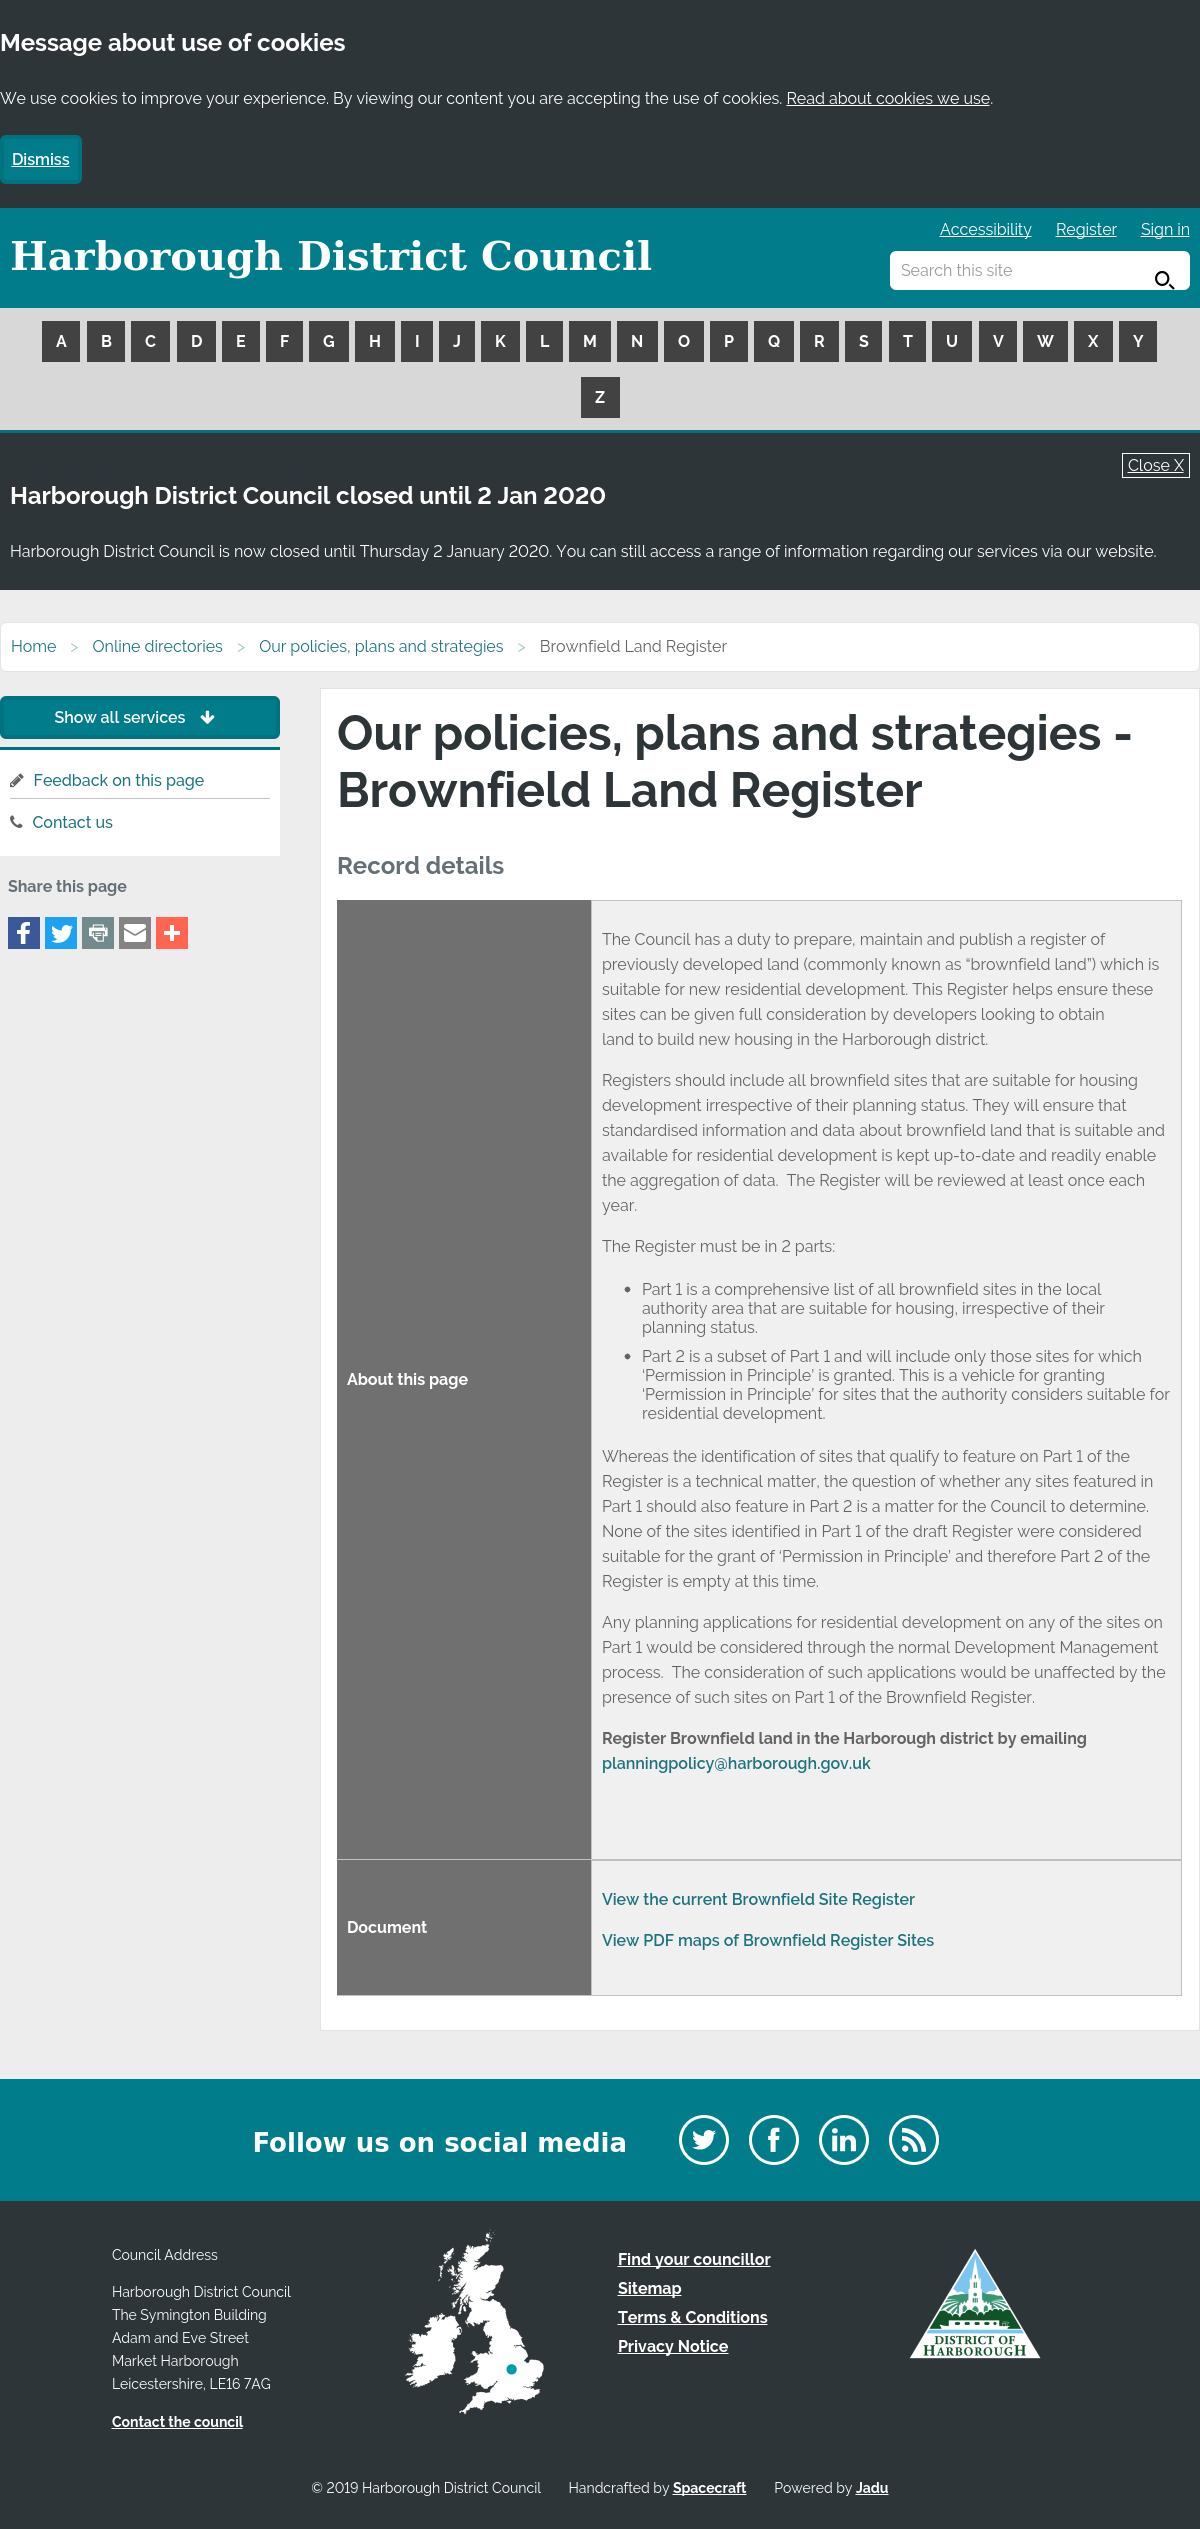 Message about use of cookies
We use cookies to improve your experience. By viewing our content you are accepting the use of cookies. Read about cookies we use.
Dismiss
Accessibility Register Sign in
Harborough District Council
Search this site
A B C D E F G H I J K L M N O P Q R S T U V W X Y
Z
Close X
Harborough District Council closed until 2 Jan 2020
Harborough District Council is now closed until Thursday 2 January 2020. You can still access a range of information regarding our services via our website.
Home > Online directories > Our policies, plans and strategies > Brownfield Land Register
Show all services
Feedback on this page
Contact us
Share this page
Our policies, plans and strategies -
Brownfield Land Register
Record details
About this page
The Council has a duty to prepare, maintain and publish a register of
previously developed land (commonly known as “brownfield land”) which is
suitable for new residential development. This Register helps ensure these
sites can be given full consideration by developers looking to obtain
land to build new housing in the Harborough district.
Registers should include all brownfield sites that are suitable for housing
development irrespective of their planning status. They will ensure that
standardised information and data about brownfield land that is suitable and
available for residential development is kept up-to-date and readily enable
the aggregation of data.  The Register will be reviewed at least once each
year.
The Register must be in 2 parts:
• Part 1 is a comprehensive list of all brownfield sites in the local
authority area that are suitable for housing, irrespective of their
planning status.
• Part 2 is a subset of Part 1 and will include only those sites for which
‘Permission in Principle’ is granted. This is a vehicle for granting
‘Permission in Principle’ for sites that the authority considers suitable for
residential development.
Whereas the identification of sites that qualify to feature on Part 1 of the
Register is a technical matter, the question of whether any sites featured in
Part 1 should also feature in Part 2 is a matter for the Council to determine.
None of the sites identified in Part 1 of the draft Register were considered
suitable for the grant of ‘Permission in Principle’ and therefore Part 2 of the
Register is empty at this time.
Any planning applications for residential development on any of the sites on
Part 1 would be considered through the normal Development Management
process.  The consideration of such applications would be unaffected by the
presence of such sites on Part 1 of the Brownfield Register.
Register Brownfield land in the Harborough district by emailing
planningpolicy@harborough.gov.uk
Document
View the current Brownfield Site Register
View PDF maps of Brownfield Register Sites
Follow us on social media
Council Address
Harborough District Council
The Symington Building
Adam and Eve Street
Market Harborough
Leicestershire, LE16 7AG
Contact the council
Find your councillor
Sitemap
Terms & Conditions
Privacy Notice
DISTRICT OF
HARBOROUGH
© 2019 Harborough District Council Handcrafted by Spacecraft Powered by Jadu